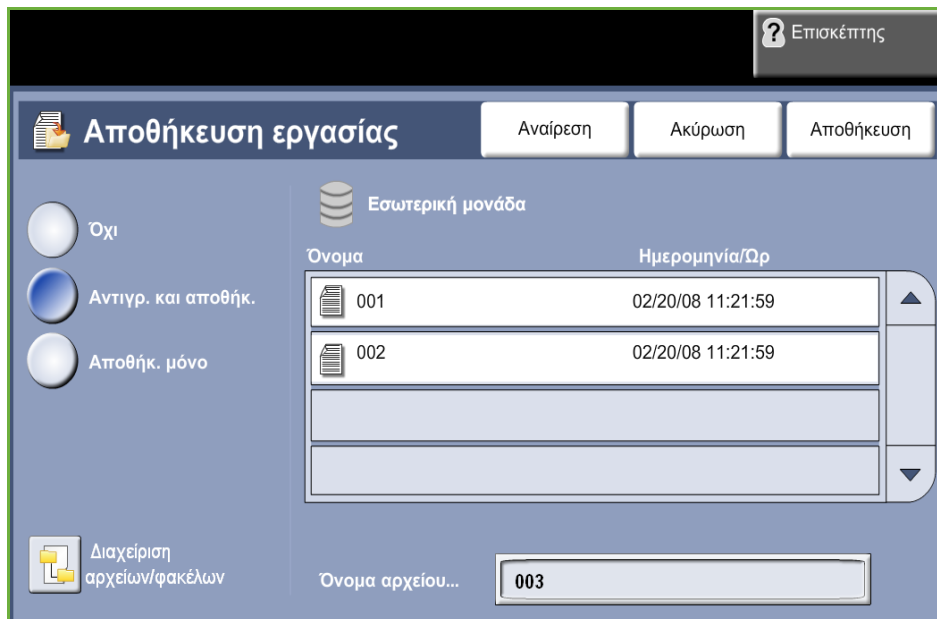 Επισκέπτης
Αποθήκευση εργασίας
Αναίρεση
Ακύρωση
Αποθήκευση
Όχι
Αντιγρ. και αποθήκ.
Αποθήκ. μόνο
Εσωτερική μονάδα
Όνομα Ημερομηνία/Ώρ
001 02/20/08 11:21:59
002 02/20/08 11:21:59
Διαχείριση
αρχείων/φακέλων
Όνομα αρχείου... 003